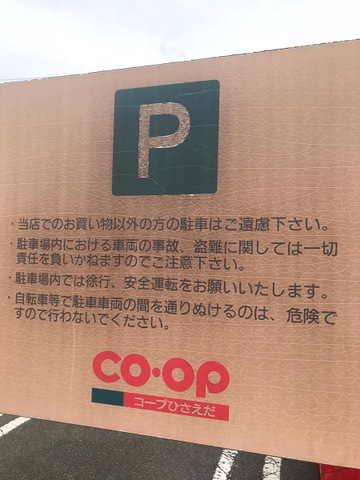 P
・当店でのお買い物以外の方の駐車はご遠慮下さい。
・駐車場内における車両の事故、盗難に関しては一切
責任を負いかねますのでご注意下さい。
・駐車場内では徐行、安全運転をお願いいたします。
・自転車等で駐車車両の間を通りぬけるのは、危険で
すので行わないでください。
CO・OP
コープひさえだ